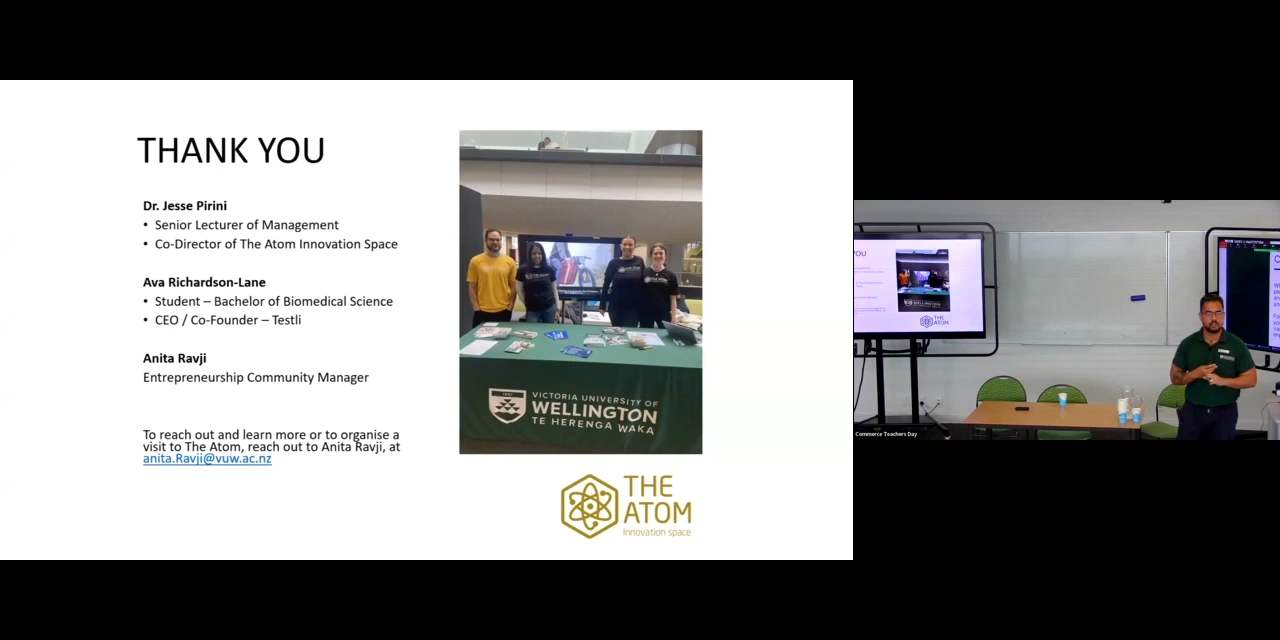 THANK YOU
Dr. Jesse Pirini
• Senior Lecturer of Management
• Co-Director of The Atom Innovation Space
Ava Richardson-Lane
• Student – Bachelor of Biomedical Science
• CEO / Co-Founder – Testli
Anita Ravji
Entrepreneurship Community Manager
To reach out and learn more or to organise a
visit to The Atom, reach out to Anita Ravji, at
anita.Ravji@vuw.ac.nz
VICTORIA UNIVERSITY OF
WELLINGTON
TE HERENGA WAKA
THE
ATOM
Innovation space
YOU
THE
ATOM
Commerce Teachers Day